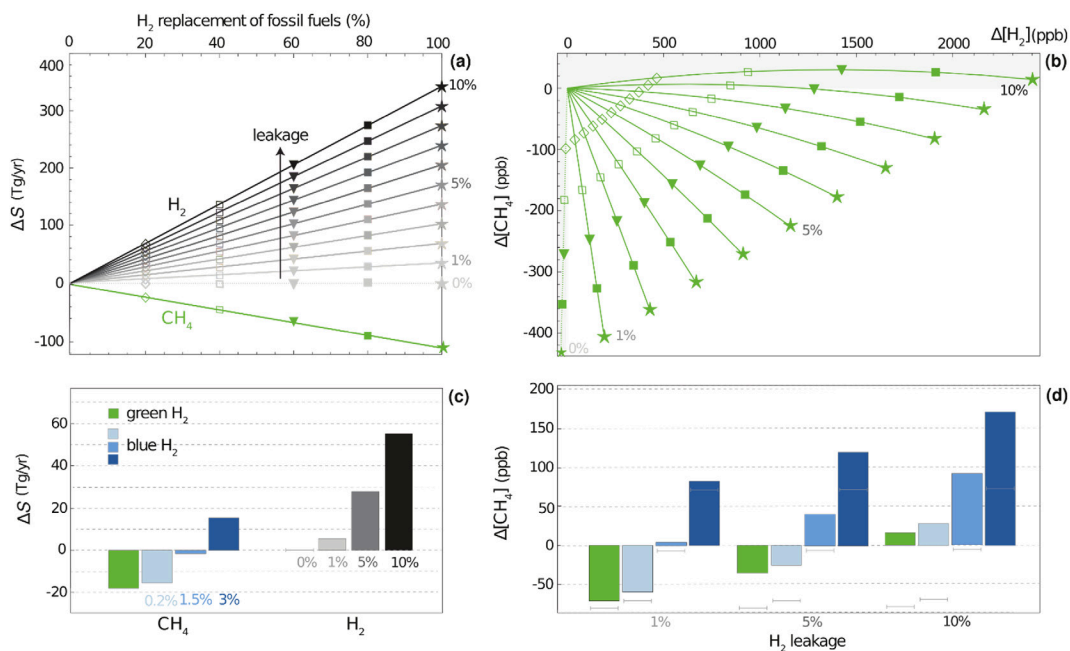 H2 replacement of fossil fuels (%)
0 20 40 60 80 100
400
300
200
100
0
-100
ΔS (Tg/yr)
(a)
10%
leakage
H2
5%
1%
0%
CH4
0 500 1000 1500 2000 Δ[H2](ppb)
(b)
0
-100
-200
-300
-400
Δ[CH4] (ppb)
10%
5%
1%
0%
(c)
60
40
20
0
-20
ΔS (Tg/yr)
green H2
blue H2
0% 1% 5% 10%
0.2% 1.5% 3%
CH4 H2
(d)
200
150
100
50
0
-50
Δ[CH4] (ppb)
1% 5% 10%
H2 leakage